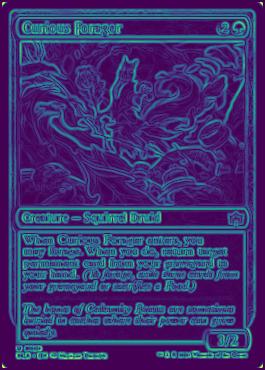 Curious Forager
2
Creature — Squirrel Druid
When Curious Forager enters, you
may forage. When you do, return target
permanent card from your graveyard to
your hand. (To forage, exile three cards from
your graveyard or sacrifice a Food.)
The bones of Calamity Beasts are sometimes
buried in caches where their power can grow
quietly.
3/2